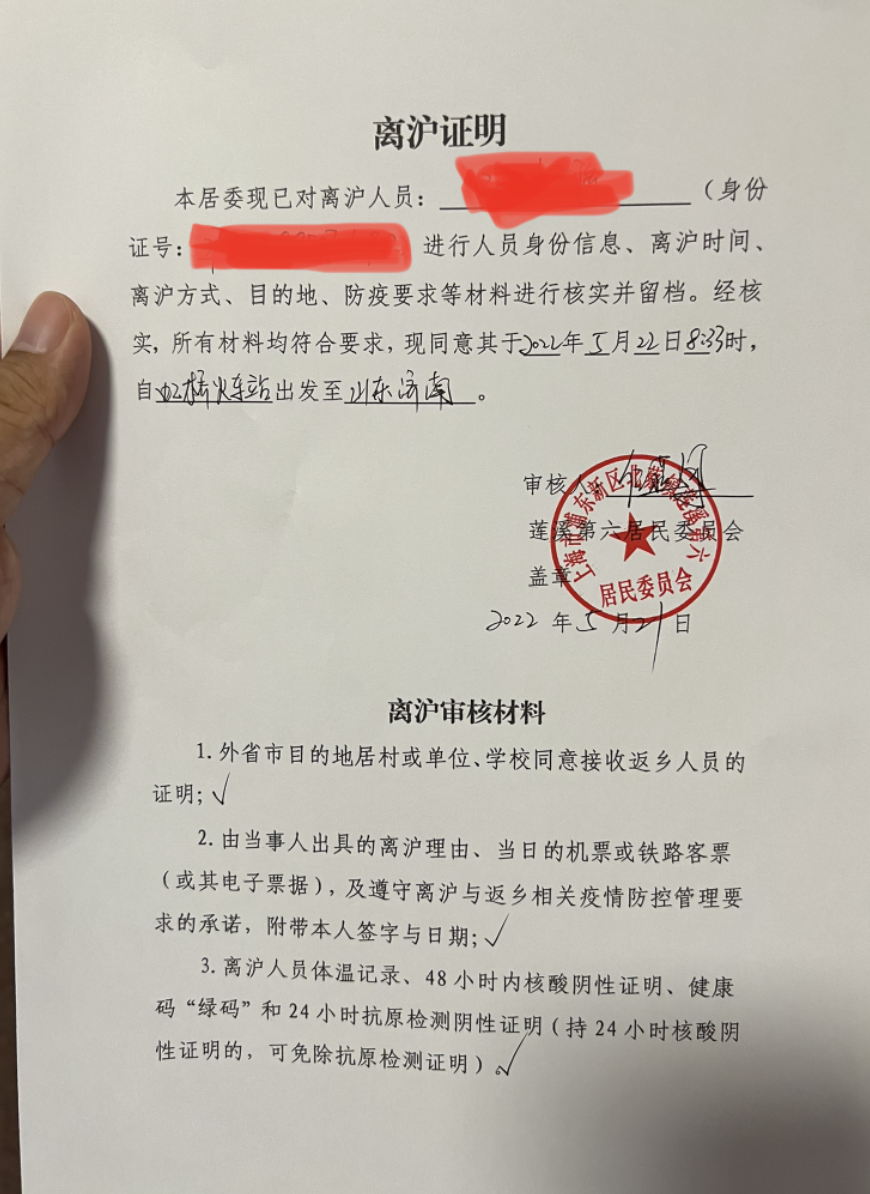 离沪证明
本居委现已对离沪人员：（身份
证号：进行人员身份信息、离沪时间、
离沪方式、目的地、防疫要求等材料进行核实并留档。经核
实，所有材料均符合要求，现同意其于2022年5月22日8:33时，
自虹桥火车站出发至山东济南。
审核人：
莲溪第六居民委员会
盖章
上海市浦东新区北蔡镇莲溪第六
居民委员会
2022年5月21日
离沪审核材料
1.外省市目的地居村或单位、学校同意接收返乡人员的
证明；√
2.由当事人出具的离沪理由、当日的机票或铁路客票
（或其电子票据），及遵守离沪与返乡相关疫情防控管理要
求的承诺，附带本人签字与日期；√
3.离沪人员体温记录、48小时内核酸阴性证明、健康
码“绿码”和24小时抗原检测阴性证明（持24小时核酸阴
性证明的，可免除抗原检测证明）。√